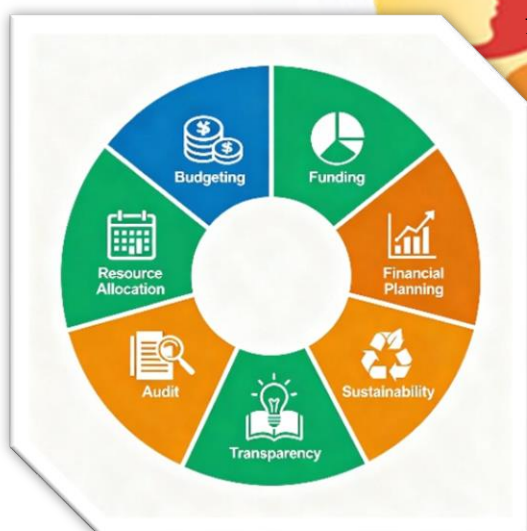 Budgeting
Funding
Financial
Planning
Sustainability
Transparency
Audit
Resource
Allocation